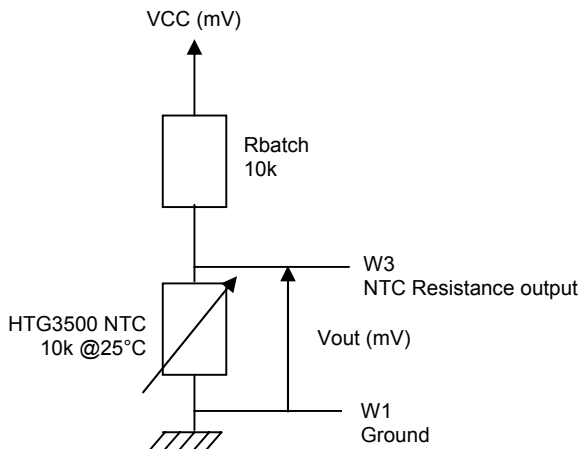 VCC (mV)
Rbatch
10k
W3
NTC Resistance output
HTG3500 NTC
10k @25°C
Vout (mV)
W1
Ground